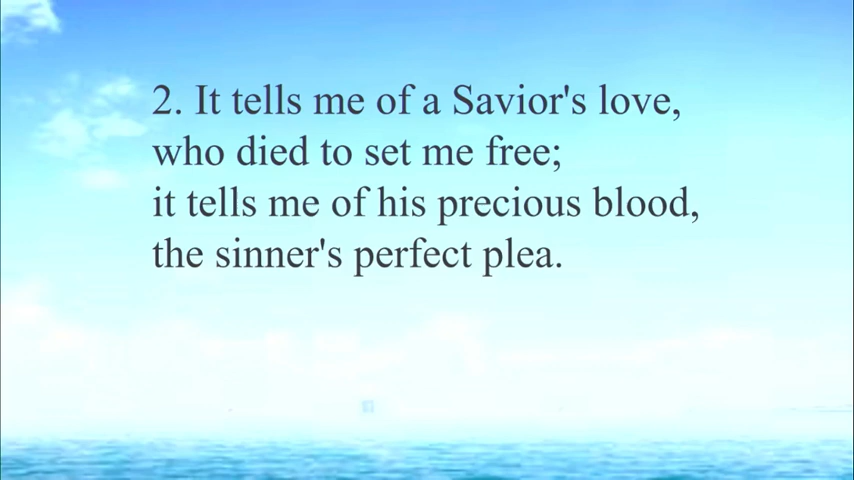 2. It tells me of a Savior's love,
who died to set me free;
it tells me of his precious blood,
the sinner's perfect plea.